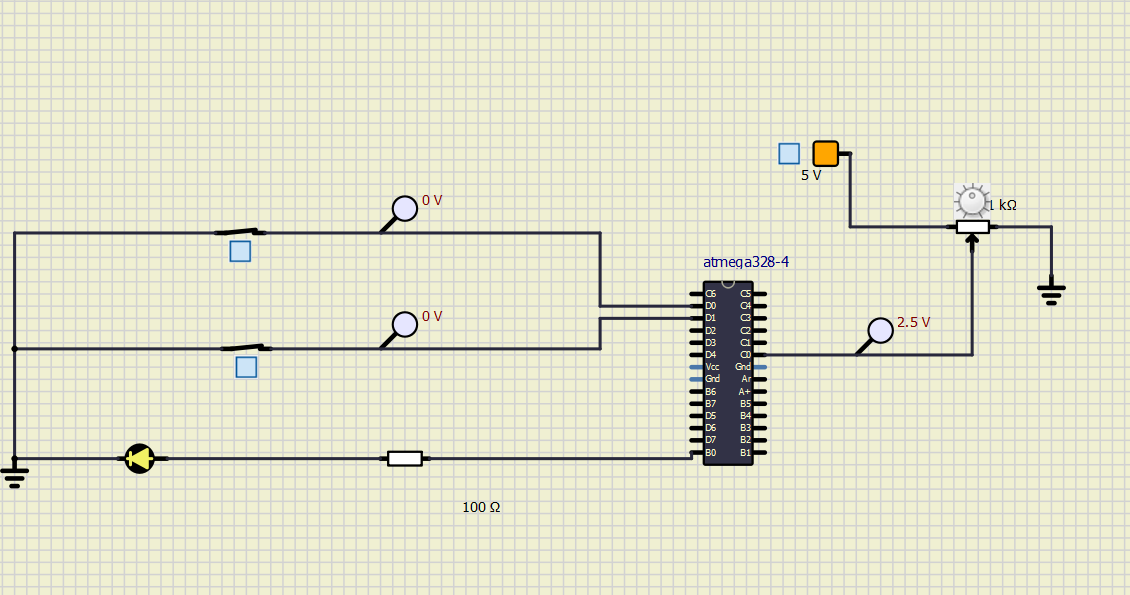 5 V
1 kΩ
0 V
atmega328-4
C6 C5
D0 C4
D1 C3
D2 C2
D3 C1
D4 C0
Vcc Gnd
Gnd Ar
B6 A+
B7 B5
D5 B4
D6 B3
D7 B2
B0 B1
0 V
2.5 V
100 Ω